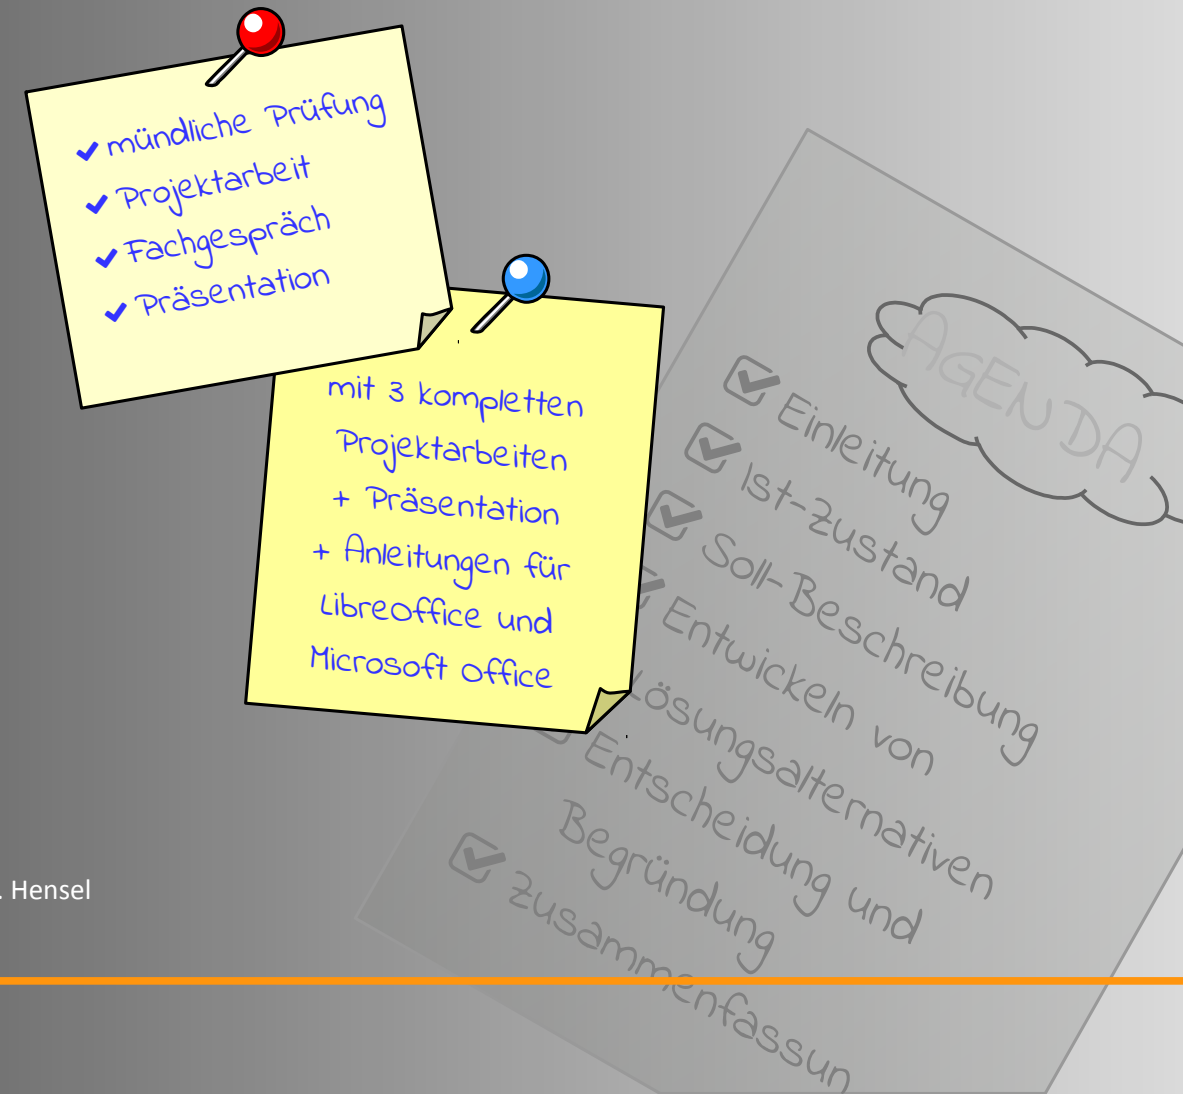 mündliche Prüfung
Projektarbeit
Fachgespräch
Präsentation
mit 3 kompletten
Projektarbeiten
+ Präsentation
+ Anleitungen für
LibreOffice und
Microsoft Office
AGENDA
Einleitung
Ist-Zustand
Soll-Beschreibung
Entwickeln von
Lösungsalternativen
Entscheidung und
Begründung
Zusammenfassun
. Hensel